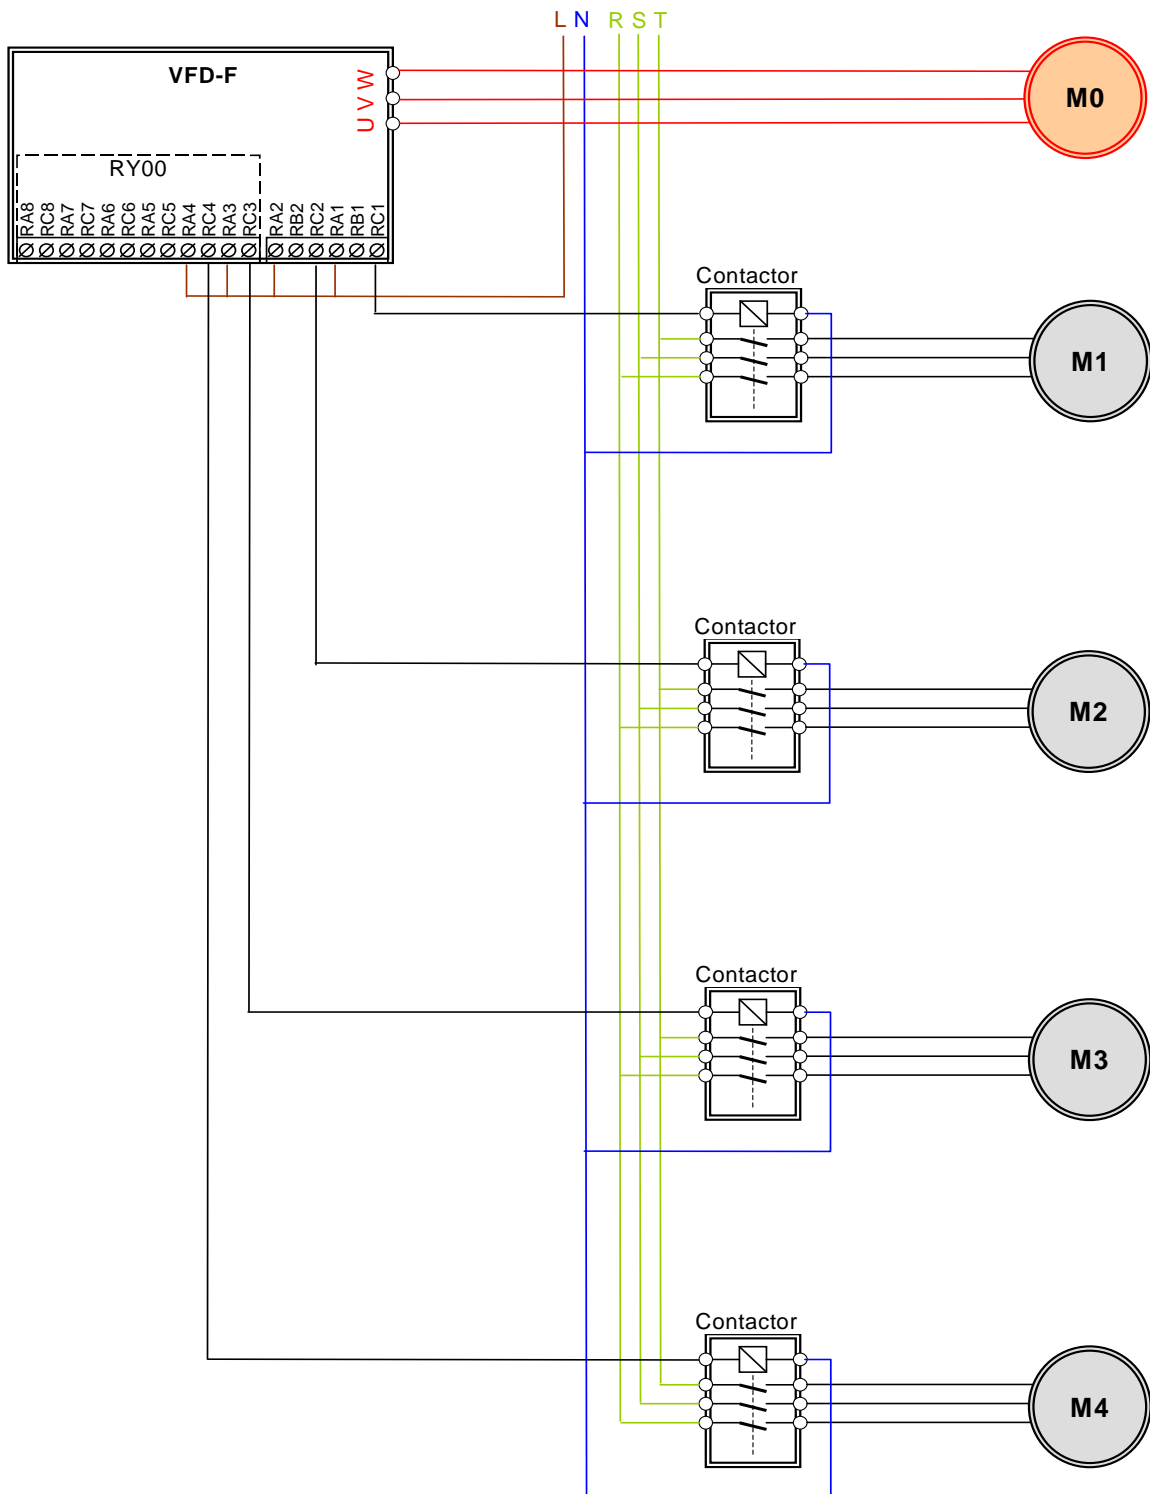 L N R S T
VFD-F
U V W
M0
RY00
RA8 RC8 RA7 RC7 RA6 RC6 RA5 RC5 RA4 RC4 RA3 RC3 RA2 RB2 RC2 RA1 RB1 RC1
Contactor
M1
Contactor
M2
Contactor
M3
Contactor
M4